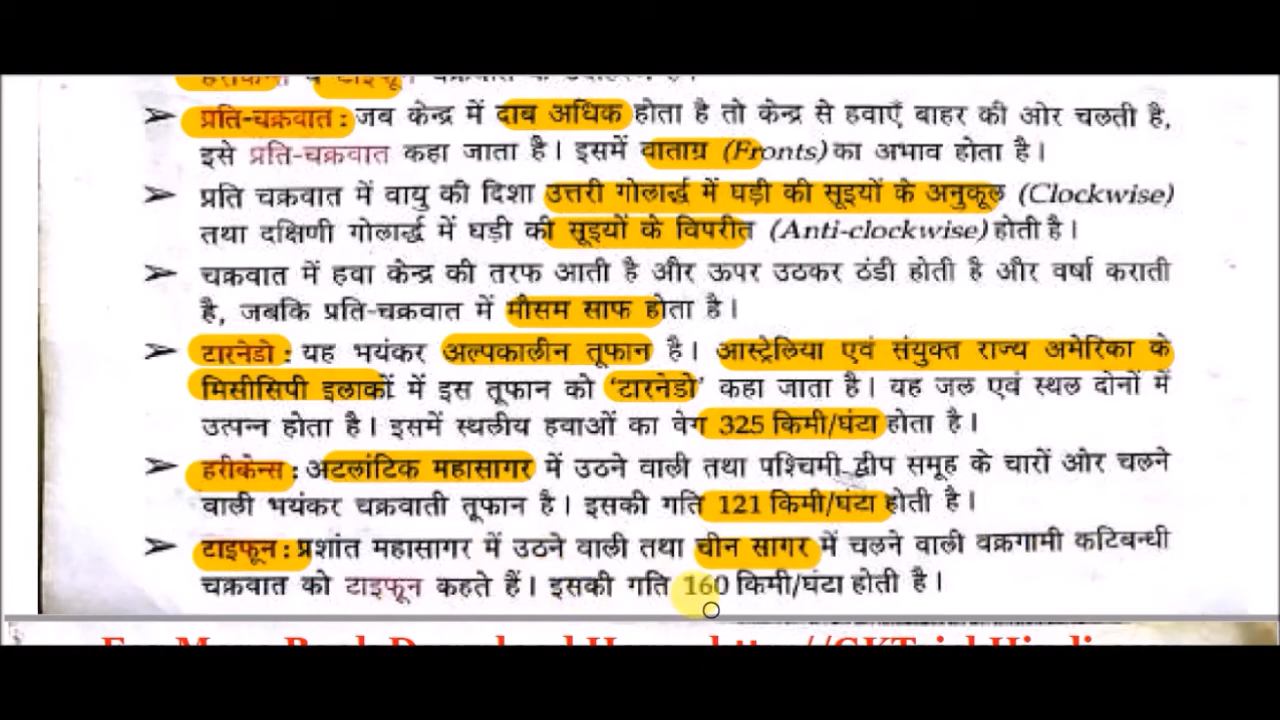 ➢ प्रति-चक्रवात : जब केन्द्र में दाब अधिक होता है तो केन्द्र से हवाएँ बाहर की ओर चलती है,
इसे प्रति-चक्रवात कहा जाता है। इसमें वाताग्र (Fronts) का अभाव होता है।
➢ प्रति चक्रवात में वायु की दिशा उत्तरी गोलार्द्ध में घड़ी की सूइयों के अनुकूल (Clockwise)
तथा दक्षिणी गोलार्द्ध में घड़ी की सूइयों के विपरीत (Anti-clockwise) होती है।
➢ चक्रवात में हवा केन्द्र की तरफ आती है और ऊपर उठकर ठंडी होती है और वर्षा कराती
है, जबकि प्रति-चक्रवात में मौसम साफ होता है।
➢ टारनेडो : यह भयंकर अल्पकालीन तूफान है। आस्ट्रेलिया एवं संयुक्त राज्य अमेरिका के
मिसीसिपी इलाकों में इस तूफान को ‘टारनेडो’ कहा जाता है। यह जल एवं स्थल दोनों में
उत्पन्न होता है। इसमें स्थलीय हवाओं का वेग 325 किमी/घंटा होता है।
➢ हरीकेन्स : अटलांटिक महासागर में उठने वाली तथा पश्चिमी द्वीप समूह के चारों ओर चलने
वाली भयंकर चक्रवाती तूफान है। इसकी गति 121 किमी/घंटा होती है।
➢ टाइफून : प्रशांत महासागर में उठने वाली तथा चीन सागर में चलने वाली वक्रगामी कटिबन्धी
चक्रवात को टाइफून कहते हैं। इसकी गति 160 किमी/घंटा होती है।